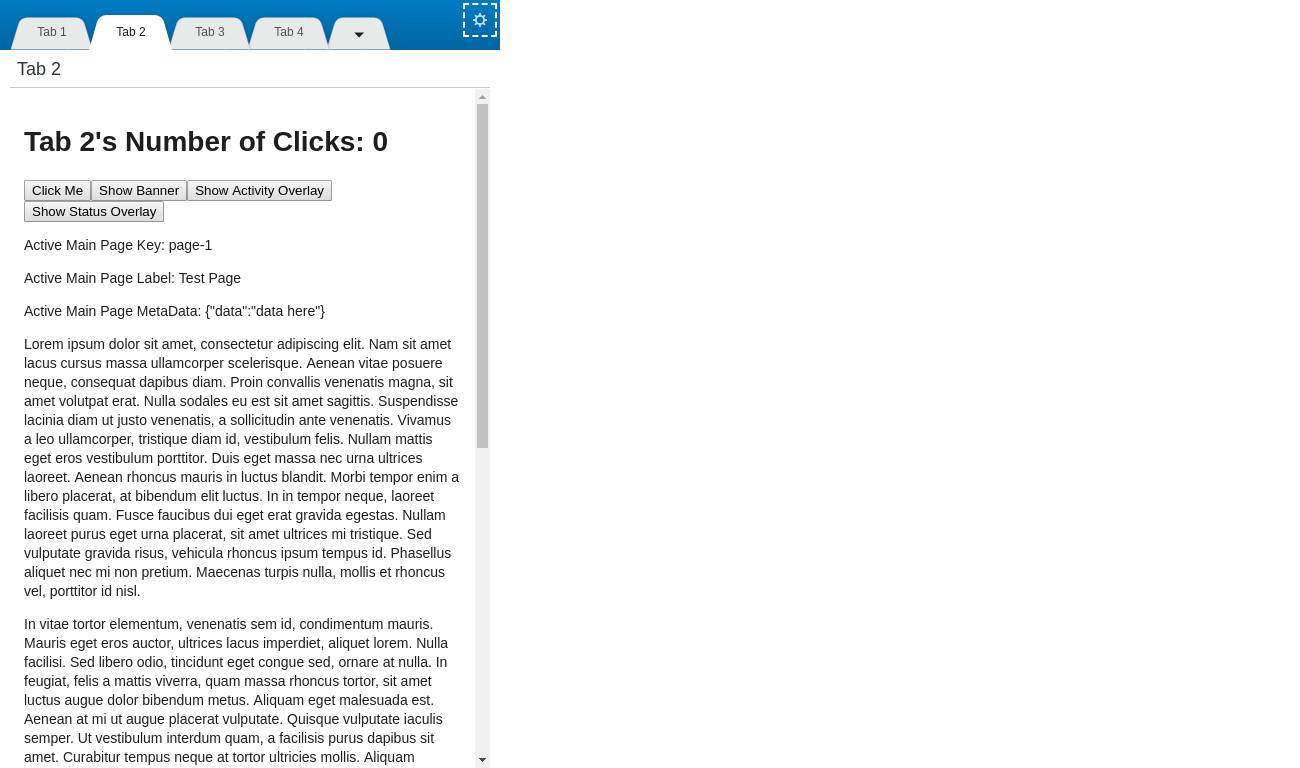 Tab 1
Tab 2
Tab 3
Tab 4
Tab 2
Tab 2's Number of Clicks: 0
Click Me Show Banner Show Activity Overlay
Show Status Overlay
Active Main Page Key: page-1
Active Main Page Label: Test Page
Active Main Page MetaData: {"data":"data here"}
Lorem ipsum dolor sit amet, consectetur adipiscing elit. Nam sit amet
lacus cursus massa ullamcorper scelerisque. Aenean vitae posuere
neque, consequat dapibus diam. Proin convallis venenatis magna, sit
amet volutpat erat. Nulla sodales eu est sit amet sagittis. Suspendisse
lacinia diam ut justo venenatis, a sollicitudin ante venenatis. Vivamus
a leo ullamcorper, tristique diam id, vestibulum felis. Nullam mattis
eget eros vestibulum porttitor. Duis eget massa nec urna ultrices
laoreet. Aenean rhoncus mauris in luctus blandit. Morbi tempor enim a
libero placerat, at bibendum elit luctus. In in tempor neque, laoreet
facilisis quam. Fusce faucibus dui eget erat gravida egestas. Nullam
laoreet purus eget urna placerat, sit amet ultrices mi tristique. Sed
vulputate gravida risus, vehicula rhoncus ipsum tempus id. Phasellus
aliquet nec mi non pretium. Maecenas turpis nulla, mollis et rhoncus
vel, porttitor id nisl.
In vitae tortor elementum, venenatis sem id, condimentum mauris.
Mauris eget eros auctor, ultrices lacus imperdiet, aliquet lorem. Nulla
facilisi. Sed libero odio, tincidunt eget congue sed, ornare at nulla. In
feugiat, felis a mattis viverra, quam massa rhoncus tortor, sit amet
luctus augue dolor bibendum metus. Aliquam eget malesuada est.
Aenean at mi ut augue placerat vulputate. Quisque vulputate iaculis
semper. Ut vestibulum interdum quam, a facilisis purus dapibus sit
amet. Curabitur tempus neque at tortor ultricies mollis. Aliquam